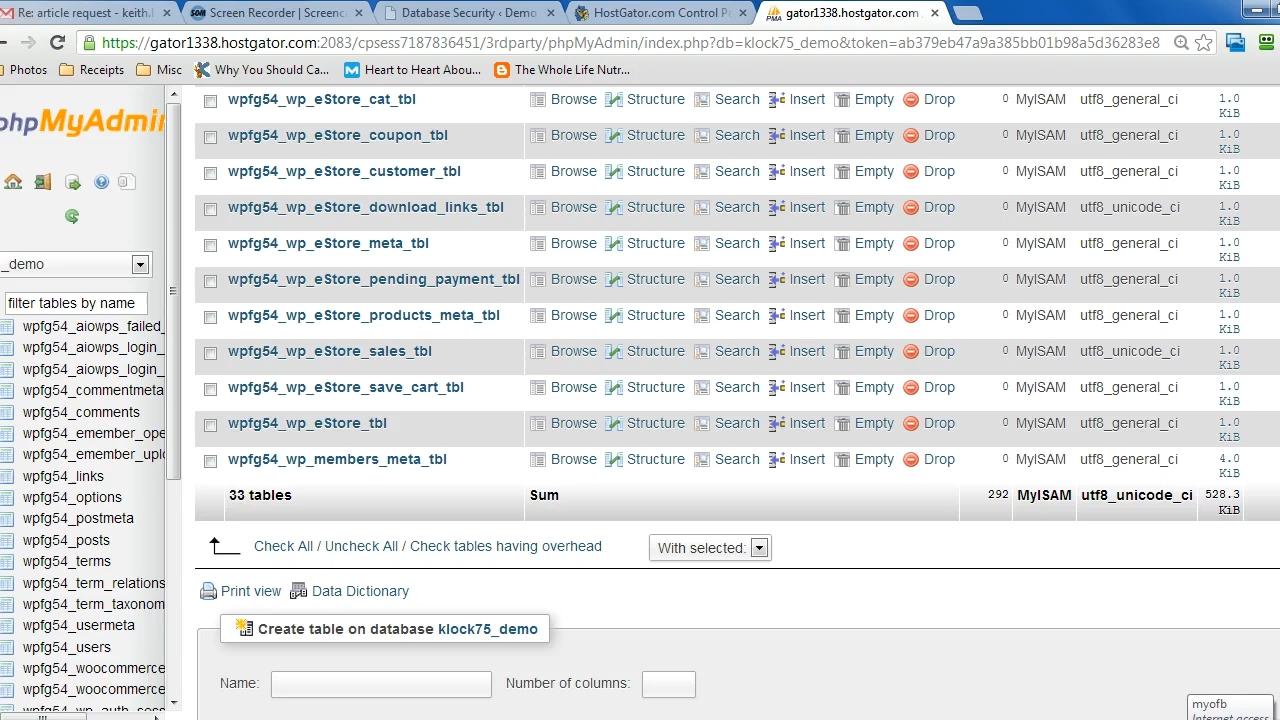 Re: article request - keith.l
Screen Recorder | Screenc
Database Security ‹ Demo
HostGator.com Control P
gator1338.hostgator.com
https://gator1338.hostgator.com:2083/cpsess7187836451/3rdparty/phpMyAdmin/index.php?db=klock75_demo&token=ab379eb47e9a385bb01b98a5d36283e8
Photos Receipts Misc Why You Should Ca... Heart to Heart Abou... The Whole Life Nutr...
phpMyAdmin
_demo
filter tables by name
wpfg54_aiowps_failed_
wpfg54_aiowps_login_
wpfg54_aiowps_login_
wpfg54_commentmeta
wpfg54_comments
wpfg54_emember_ope
wpfg54_emember_uplo
wpfg54_links
wpfg54_options
wpfg54_postmeta
wpfg54_posts
wpfg54_terms
wpfg54_term_relations
wpfg54_term_taxonom
wpfg54_usermeta
wpfg54_users
wpfg54_woocommerce
wpfg54_woocommerce
wpfg54_wp_auth_sess
wpfg54_wp_eStore_cat_tbl Browse Structure Search Insert Empty Drop 0 MyISAM utf8_general_ci 1.0
KiB
wpfg54_wp_eStore_coupon_tbl Browse Structure Search Insert Empty Drop 0 MyISAM utf8_general_ci 1.0
KiB
wpfg54_wp_eStore_customer_tbl Browse Structure Search Insert Empty Drop 0 MyISAM utf8_general_ci 1.0
KiB
wpfg54_wp_eStore_download_links_tbl Browse Structure Search Insert Empty Drop 0 MyISAM utf8_unicode_ci 1.0
KiB
wpfg54_wp_eStore_meta_tbl Browse Structure Search Insert Empty Drop 0 MyISAM utf8_general_ci 1.0
KiB
wpfg54_wp_eStore_pending_payment_tbl Browse Structure Search Insert Empty Drop 0 MyISAM utf8_general_ci 1.0
KiB
wpfg54_wp_eStore_products_meta_tbl Browse Structure Search Insert Empty Drop 0 MyISAM utf8_general_ci 1.0
KiB
wpfg54_wp_eStore_sales_tbl Browse Structure Search Insert Empty Drop 0 MyISAM utf8_unicode_ci 1.0
KiB
wpfg54_wp_eStore_save_cart_tbl Browse Structure Search Insert Empty Drop 0 MyISAM utf8_general_ci 1.0
KiB
wpfg54_wp_eStore_tbl Browse Structure Search Insert Empty Drop 0 MyISAM utf8_general_ci 1.0
KiB
wpfg54_wp_members_meta_tbl Browse Structure Search Insert Empty Drop 0 MyISAM utf8_general_ci 4.0
KiB
33 tables Sum 292 MyISAM utf8_unicode_ci 528.3
KiB
Check All / Uncheck All / Check tables having overhead With selected:
Print view Data Dictionary
Create table on database klock75_demo
Name: Number of columns:
myofb
Internet access